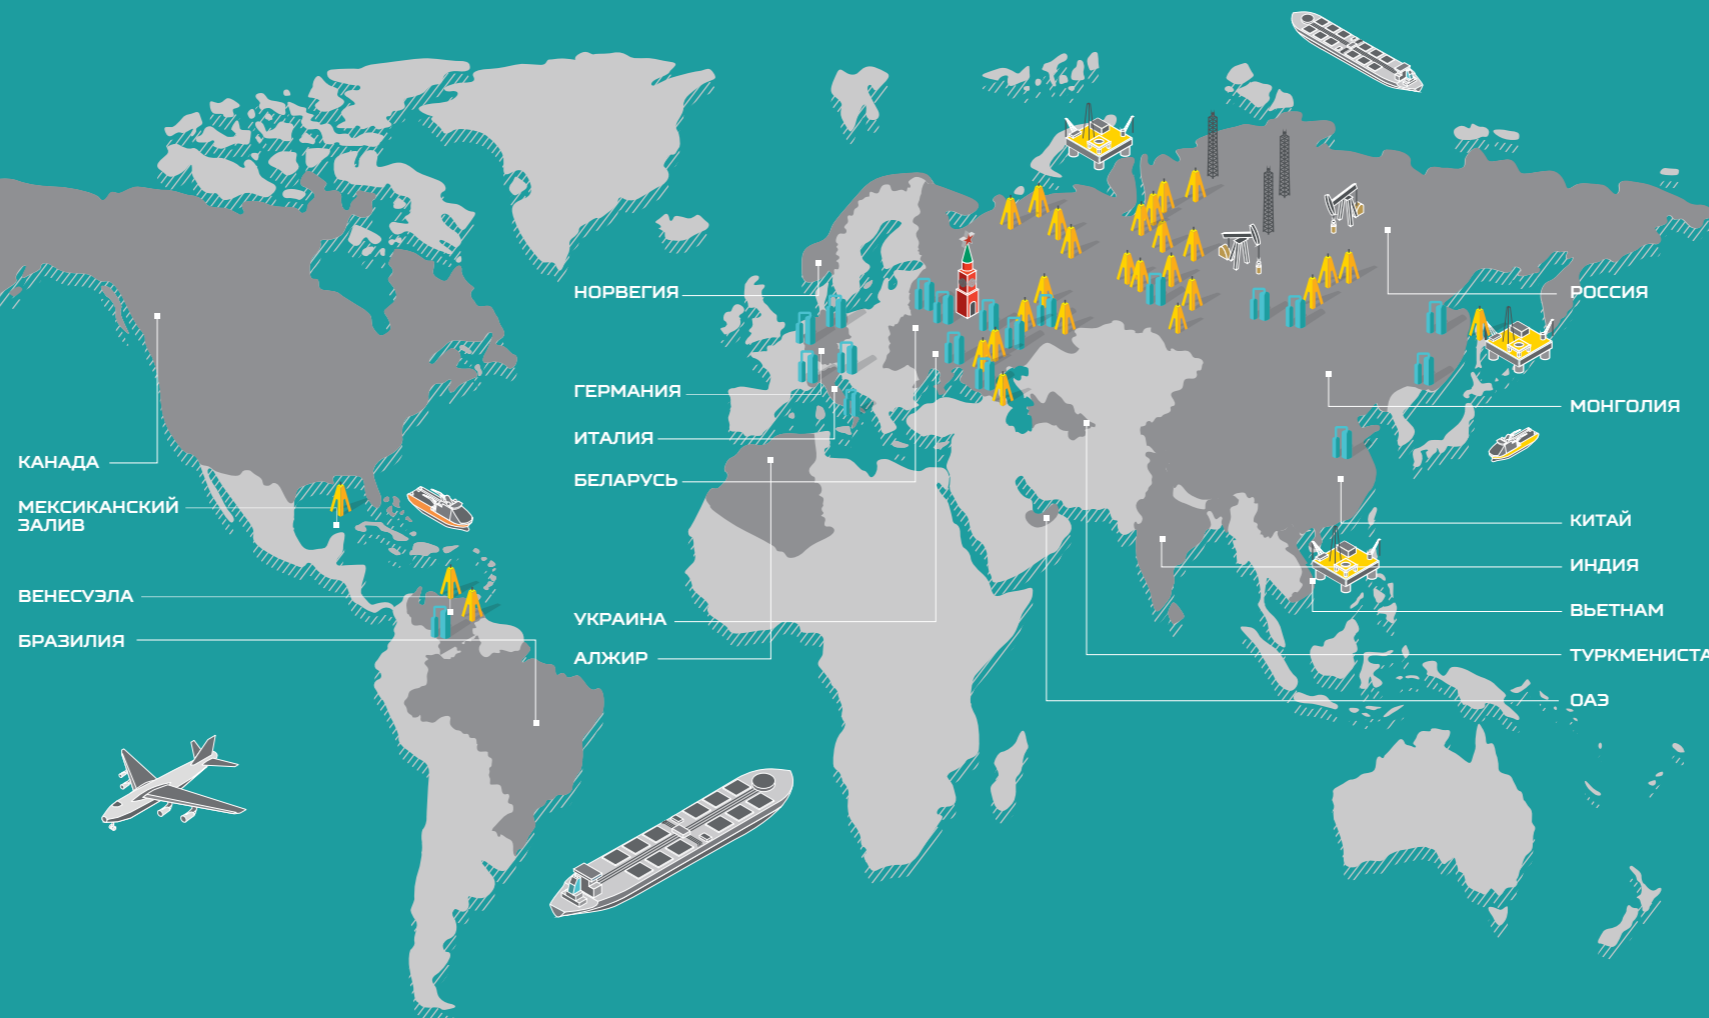 КАНАДА
МЕКСИКАНСКИЙ
ЗАЛИВ
ВЕНЕСУЭЛА
БРАЗИЛИЯ
НОРВЕГИЯ
ГЕРМАНИЯ
ИТАЛИЯ
БЕЛАРУСЬ
УКРАИНА
АЛЖИР
РОССИЯ
МОНГОЛИЯ
КИТАЙ
ИНДИЯ
ВЬЕТНАМ
ТУРКМЕНИСТА
ОАЭ